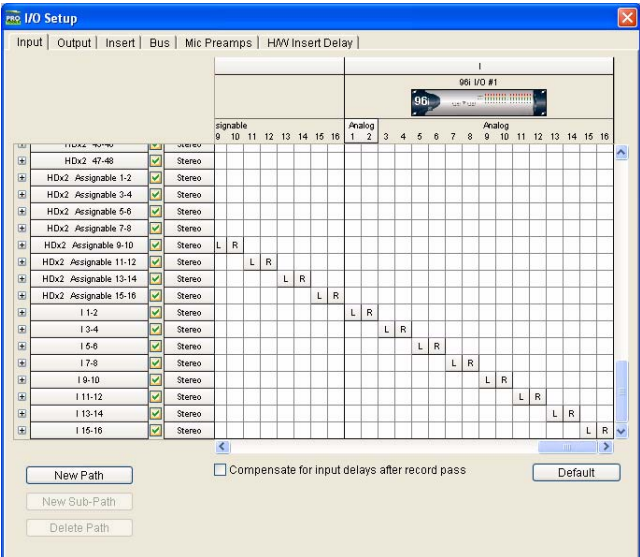 PRO I/O Setup
Input Output Insert Bus Mic Preamps H/W Insert Delay
I
96i I/O #1
96i
signable Analog Analog
9 10 11 12 13 14 15 16 1 2 3 4 5 6 7 8 9 10 11 12 13 14 15 16
HDx2 47-48 Stereo
HDx2 Assignable 1-2 Stereo
HDx2 Assignable 3-4 Stereo
HDx2 Assignable 5-6 Stereo
HDx2 Assignable 7-8 Stereo
HDx2 Assignable 9-10 Stereo L R
HDx2 Assignable 11-12 Stereo L R
HDx2 Assignable 13-14 Stereo L R
HDx2 Assignable 15-16 Stereo L R
I 1-2 Stereo L R
I 3-4 Stereo L R
I 5-6 Stereo L R
I 7-8 Stereo L R
I 9-10 Stereo L R
I 11-12 Stereo L R
I 13-14 Stereo L R
I 15-16 Stereo L R
New Path Compensate for input delays after record pass Default
New Sub-Path
Delete Path